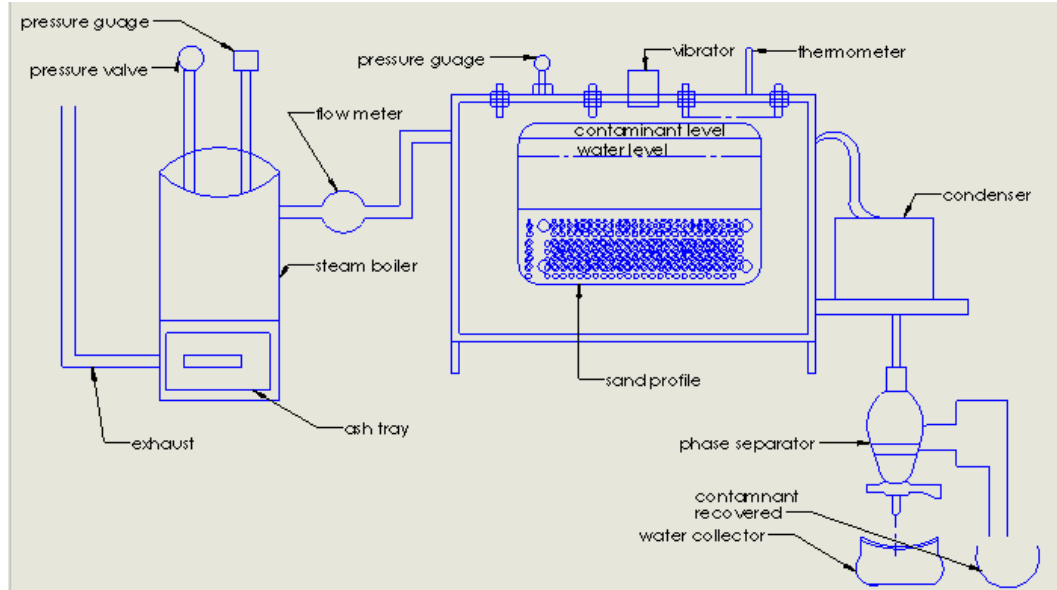 pressure guage
pressure valve
flow meter
pressure guage
vibrator
thermometer
contaminant level
water level
condenser
steam boiler
sand profile
ash tray
exhaust
phase separator
contamnant
recovered
water collector